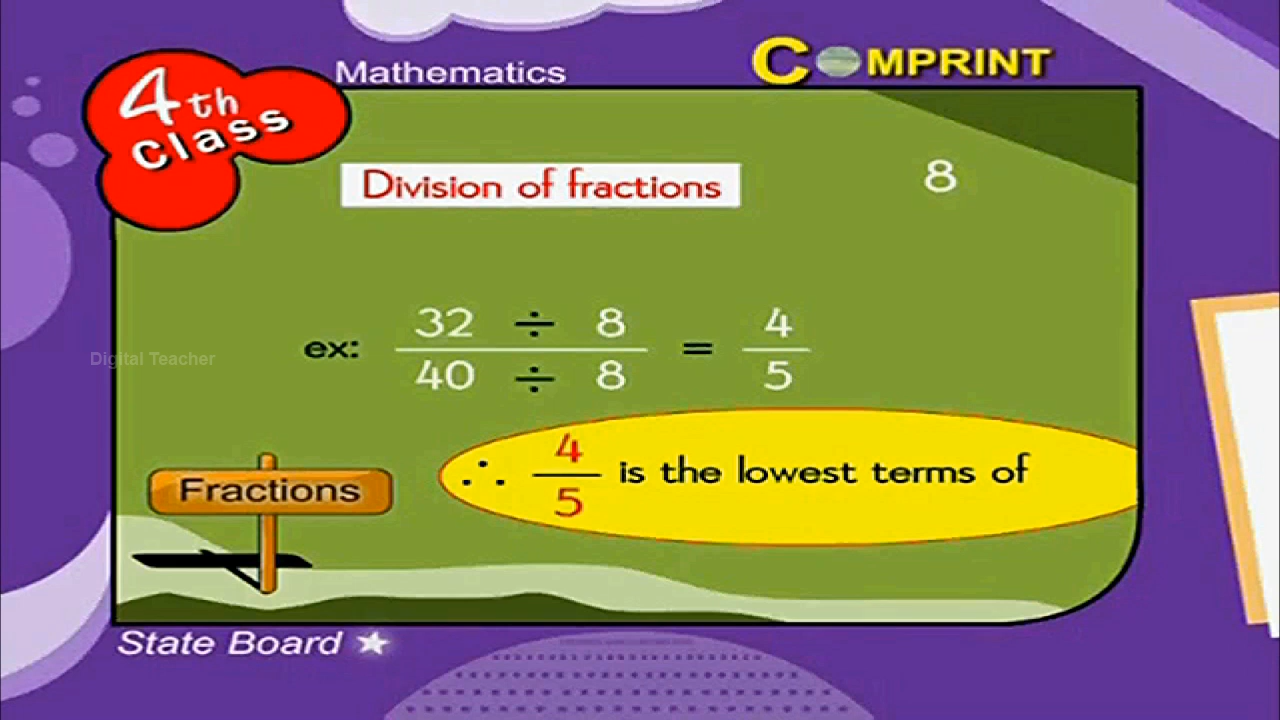 Mathematics
COMPRINT
4th
Class
Division of fractions
8
ex: 32 ÷ 8 / 40 ÷ 8 = 4 / 5
Digital Teacher
∴ 4 / 5 is the lowest terms of
Fractions
State Board